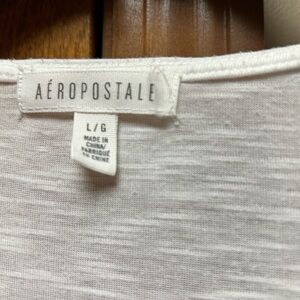 AÉROPOSTALE
L/G
MADE IN
CHINA/
FABRIQUÉ
EN CHINE